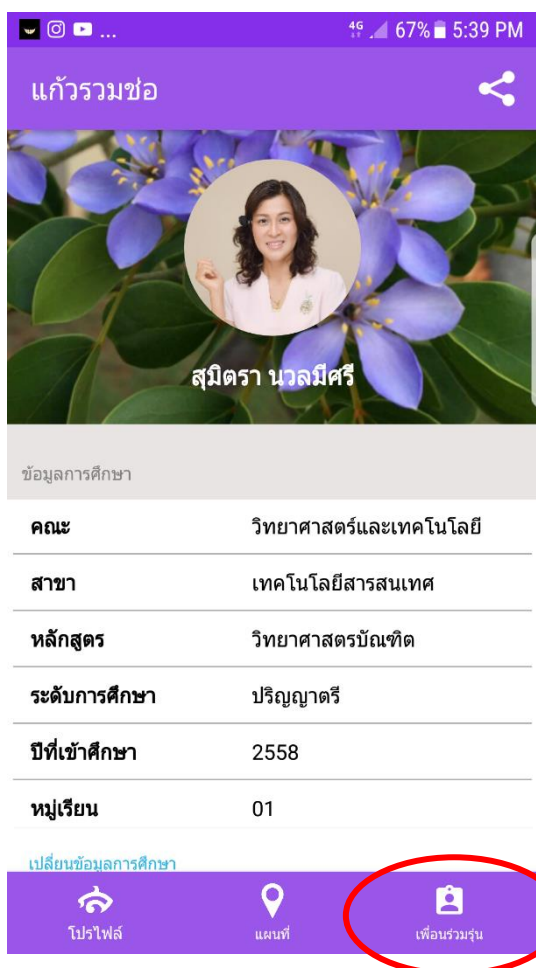 ... 4G 67% 5:39 PM
แก้วรวมช่อ
สุมิตรา นวลมีศรี
ข้อมูลการศึกษา
คณะ วิทยาศาสตร์และเทคโนโลยี
สาขา เทคโนโลยีสารสนเทศ
หลักสูตร วิทยาศาสตรบัณฑิต
ระดับการศึกษา ปริญญาตรี
ปีที่เข้าศึกษา 2558
หมู่เรียน 01
เปลี่ยนข้อมูลการศึกษา
โปรไฟล์ แผนที่ เพื่อนร่วมรุ่น